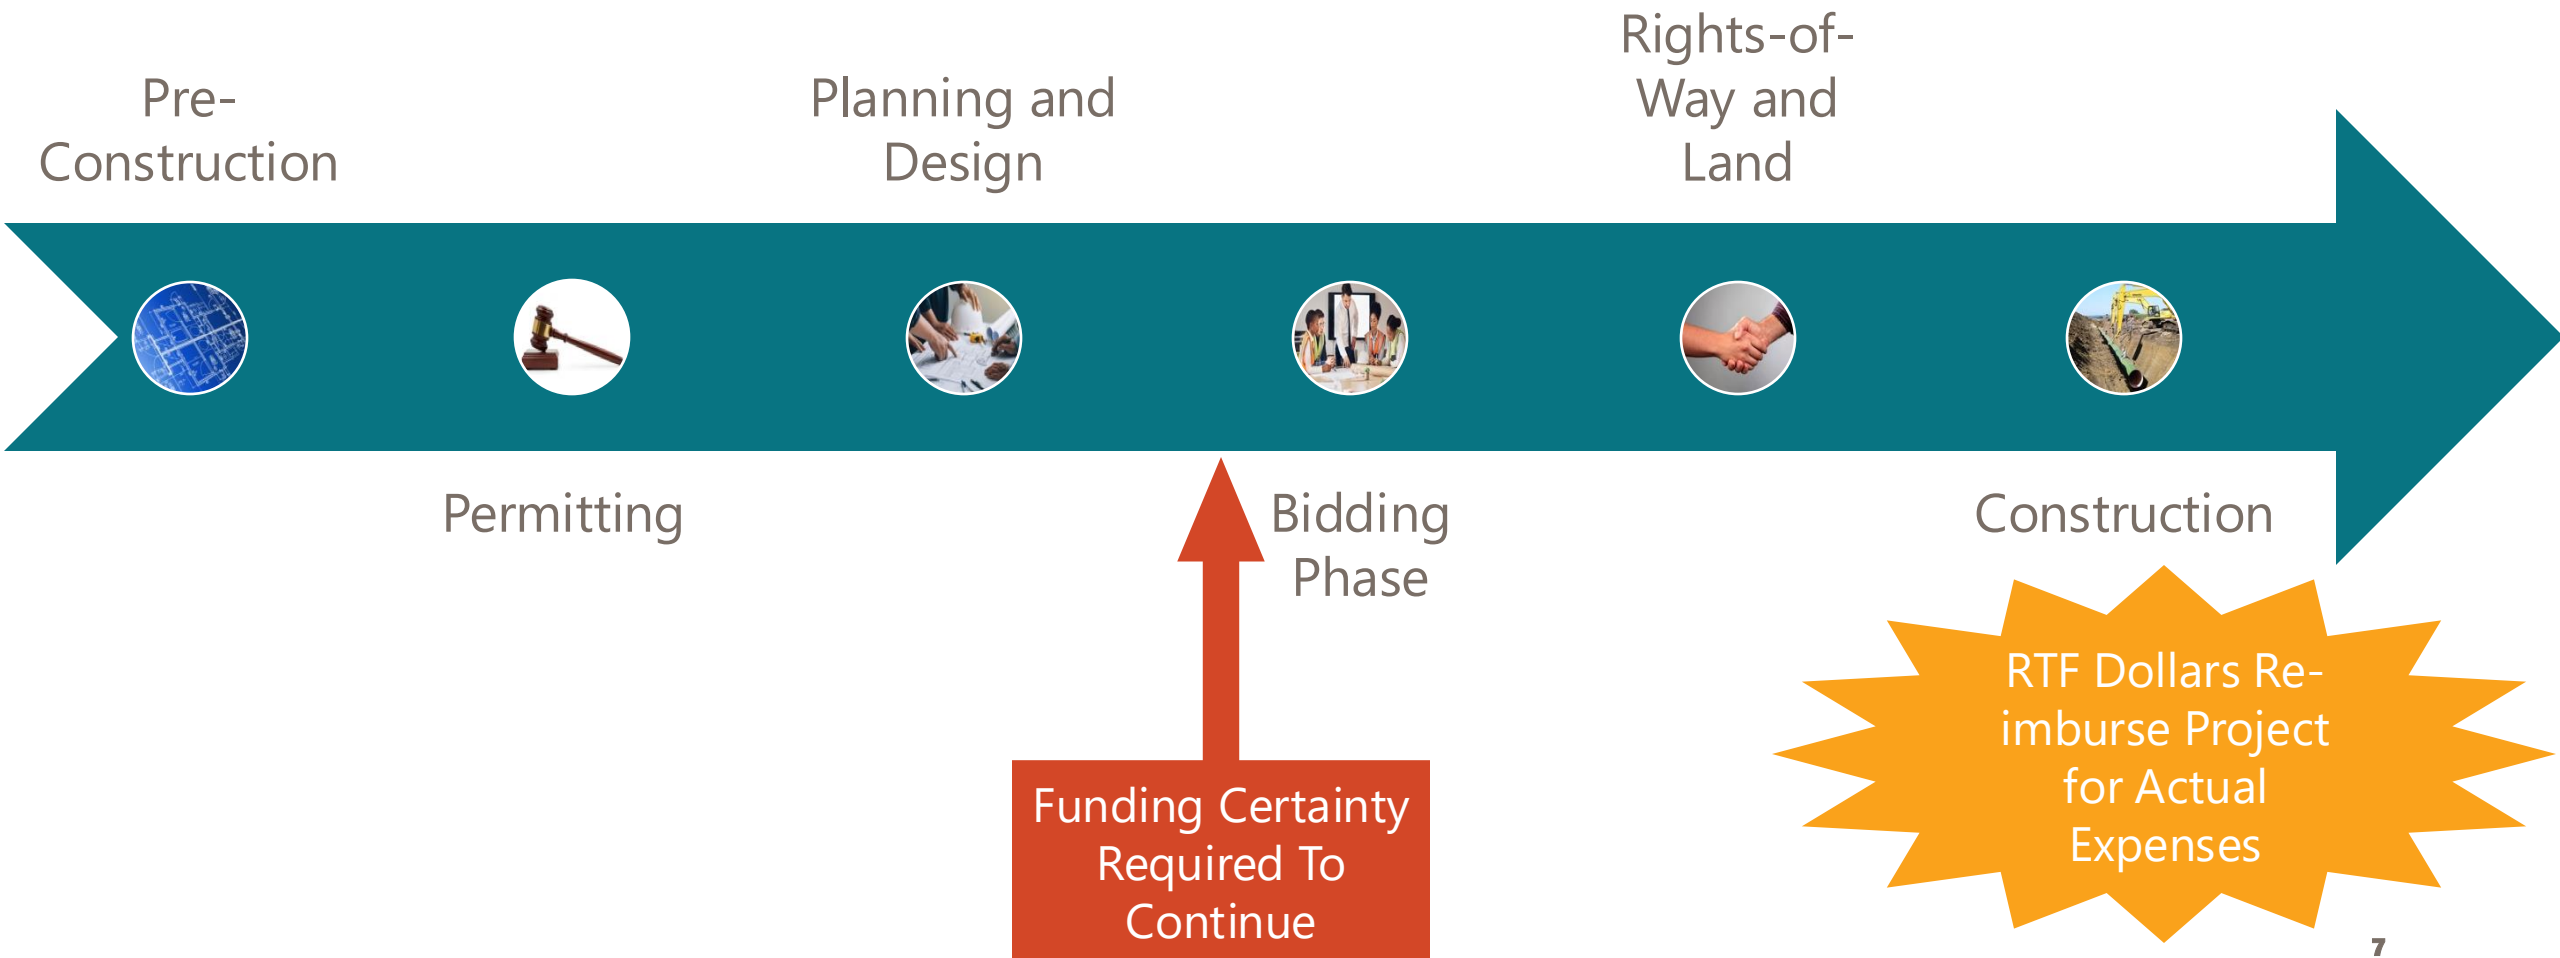 Pre-
Construction
Permitting
Planning and
Design
Bidding
Phase
Rights-of-
Way and
Land
Construction
Funding Certainty
Required To
Continue
RTF Dollars Re-
imburse Project
for Actual
Expenses
7